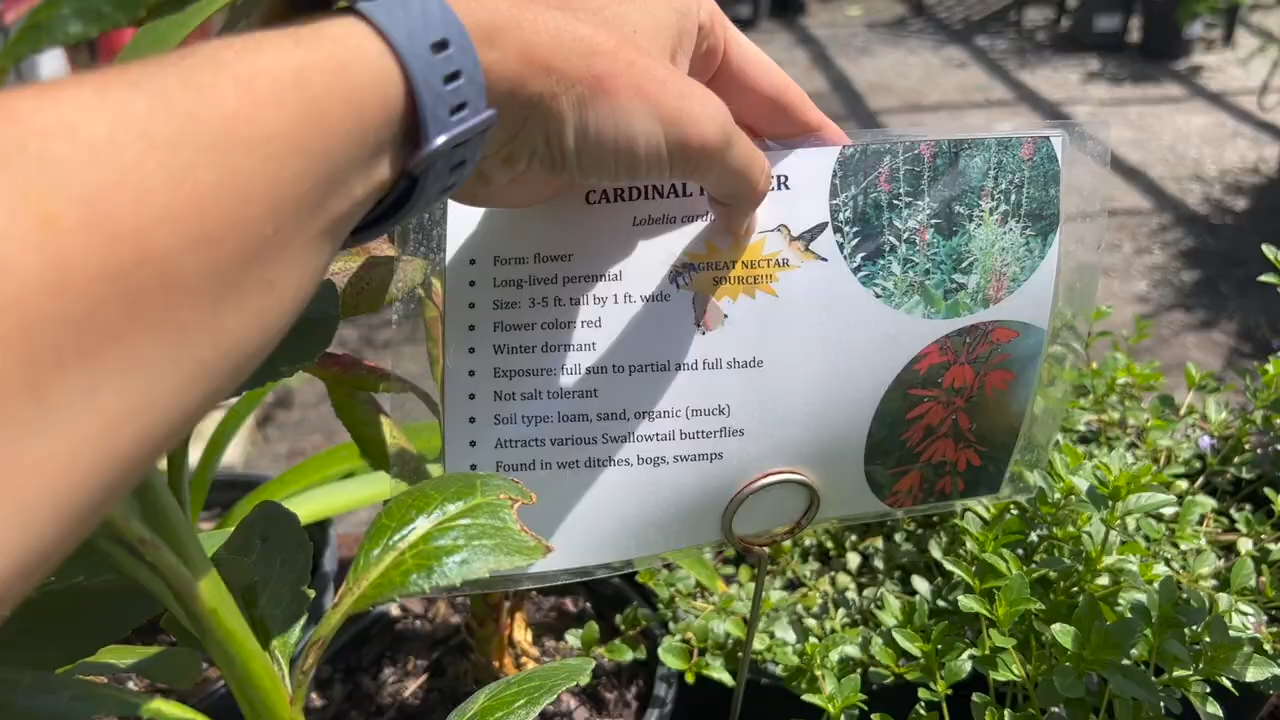 CARDINAL
Lobelia
GREAT NECTAR
SOURCE!!!
Form: flower
Long-lived perennial
Size: 3-5 ft. tall by 1 ft. wide
Flower color: red
Winter dormant
Exposure: full sun to partial and full shade
Not salt tolerant
Soil type: loam, sand, organic (muck)
Attracts various Swallowtail butterflies
Found in wet ditches, bogs, swamps